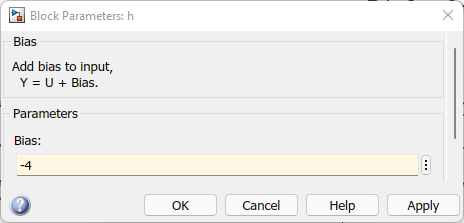 Block Parameters: h
Bias
Add bias to input,
Y = U + Bias.
Parameters
Bias:
-4
OK
Cancel
Help
Apply